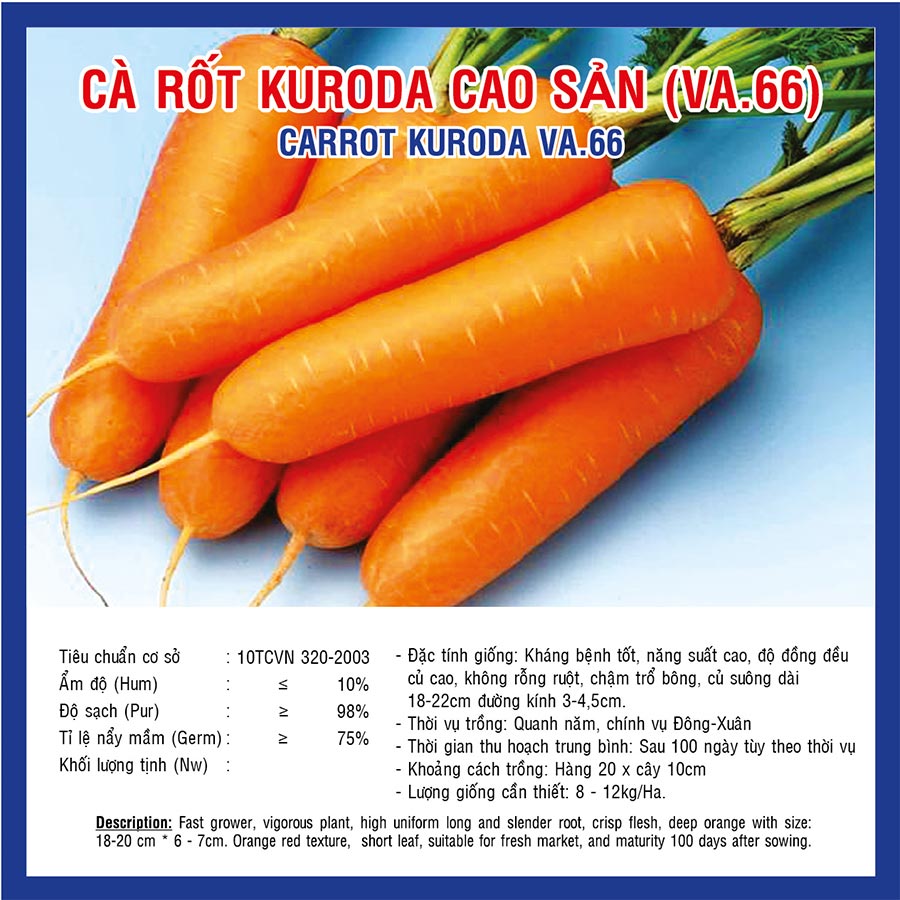 CÀ RỐT KURODA CAO SẢN (VA.66)
CARROT KURODA VA.66
Tiêu chuẩn cơ sở : 10TCVN 320-2003
Ẩm độ (Hum) : ≤ 10%
Độ sạch (Pur) : ≥ 98%
Tỉ lệ nẩy mầm (Germ) : ≥ 75%
Khối lượng tịnh (Nw) :
- Đặc tính giống: Kháng bệnh tốt, năng suất cao, độ đồng đều
củ cao, không rỗng ruột, chậm trổ bông, củ suông dài
18-22cm đường kính 3-4,5cm.
- Thời vụ trồng: Quanh năm, chính vụ Đông-Xuân
- Thời gian thu hoạch trung bình: Sau 100 ngày tùy theo thời vụ
- Khoảng cách trồng: Hàng 20 x cây 10cm
- Lượng giống cần thiết: 8 - 12kg/Ha.
Description: Fast grower, vigorous plant, high uniform long and slender root, crisp flesh, deep orange with size:
18-20 cm * 6 - 7cm. Orange red texture, short leaf, suitable for fresh market, and maturity 100 days after sowing.